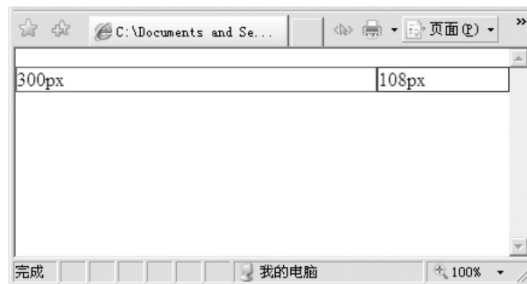 C:\Documents and Se... 页面(P) »
300px 108px
完成 我的电脑 100%